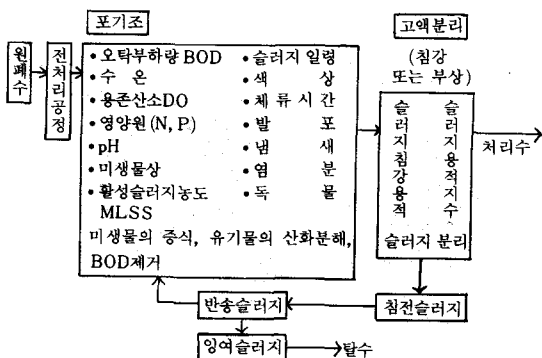 포기조
고액분리
원폐수
전처리공정
•오탁부하량 BOD •슬러지 일령
•수 온 •색 상
•용존산소 DO •체류시간
•영양원 (N, P) •발 포
•pH •냄 새
•미생물상 •염 분
•활성슬러지농도 •독 물
MLSS
미생물의 증식, 유기물의 산화분해,
BOD제거
(침강
또는 부상)
슬러지침강용적
슬러지용적지수
슬러지 분리
처리수
반송슬러지
침전슬러지
잉여슬러지
탈수